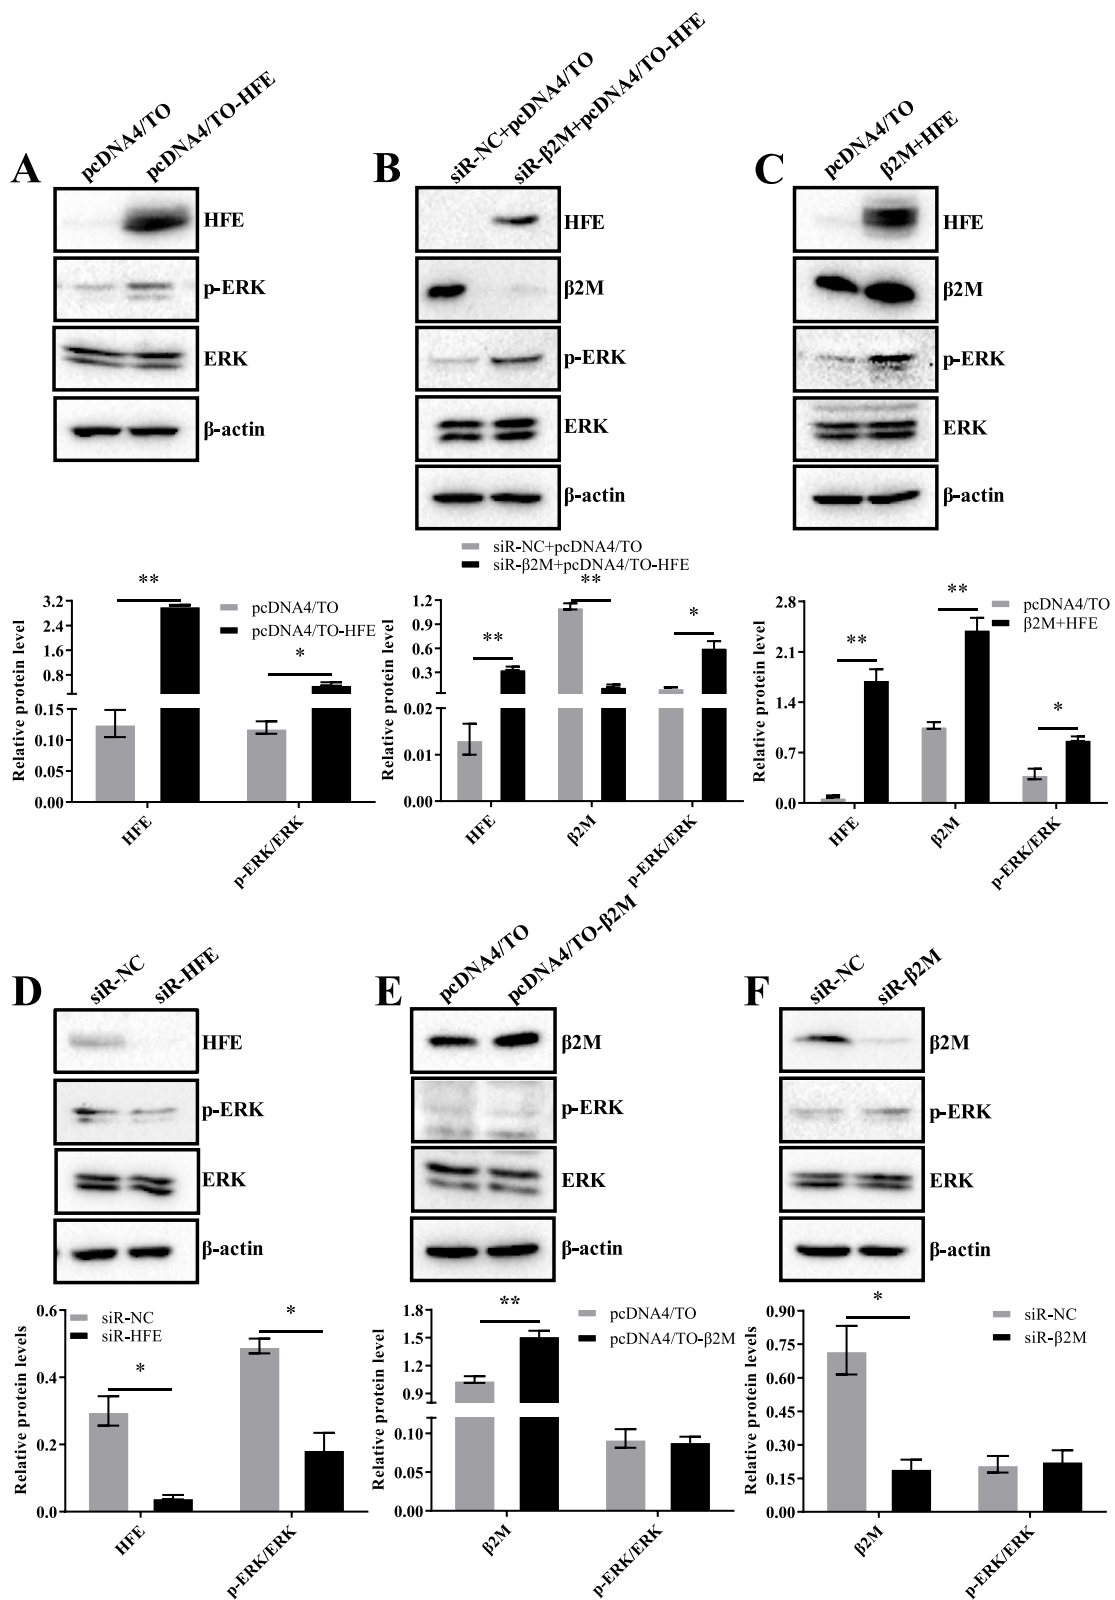 A
pcDNA4/TO
pcDNA4/TO-HFE
HFE
p-ERK
ERK
β-actin
B
siR-NC+pcDNA4/TO
siR-β2M+pcDNA4/TO-HFE
HFE
β2M
p-ERK
ERK
β-actin
C
pcDNA4/TO
β2M+HFE
HFE
β2M
p-ERK
ERK
β-actin
Relative protein level
3.2
2.4
1.6
0.8
0.15
0.10
0.05
0.00
**
*
pcDNA4/TO
pcDNA4/TO-HFE
HFE
p-ERK/ERK
siR-NC+pcDNA4/TO
siR-β2M+pcDNA4/TO-HFE
Relative protein level
1.2
0.9
0.6
0.3
0.02
0.01
0.00
**
**
*
HFE
β2M
p-ERK/ERK
Relative protein level
2.8
2.1
1.4
0.7
0.0
**
**
*
pcDNA4/TO
β2M+HFE
HFE
β2M
p-ERK/ERK
D
siR-NC
siR-HFE
HFE
p-ERK
ERK
β-actin
E
pcDNA4/TO
pcDNA4/TO-β2M
β2M
p-ERK
ERK
β-actin
F
siR-NC
siR-β2M
β2M
p-ERK
ERK
β-actin
Relative protein levels
0.6
0.4
0.2
0.0
siR-NC
siR-HFE
*
*
HFE
p-ERK/ERK
Relative protein levels
1.8
1.5
1.2
0.9
0.10
0.05
0.00
**
pcDNA4/TO
pcDNA4/TO-β2M
β2M
p-ERK/ERK
Relative protein levels
0.90
0.75
0.60
0.45
0.30
0.15
0.00
*
siR-NC
siR-β2M
β2M
p-ERK/ERK